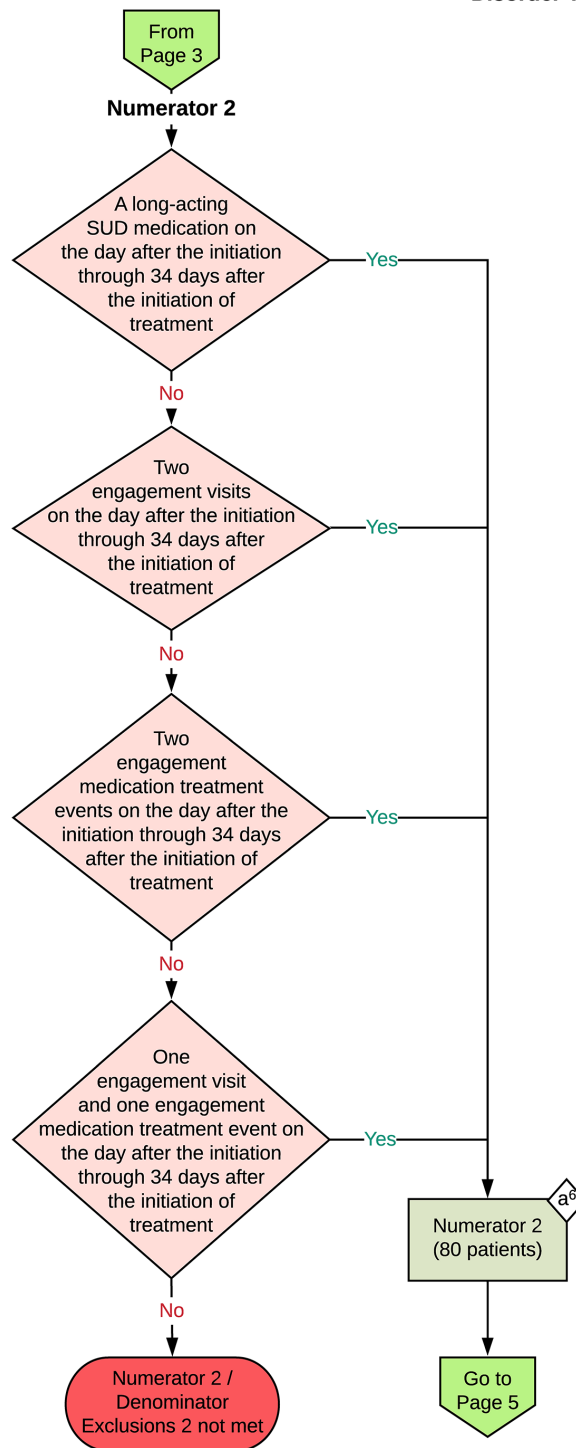 From
Page 3
Numerator 2
A long-acting
SUD medication on
the day after the initiation
through 34 days after
the initiation of
treatment
Yes
No
Two
engagement visits
on the day after the initiation
through 34 days after
the initiation of
treatment
Yes
No
Two
engagement
medication treatment
events on the day after the
initiation through 34 days
after the initiation of
treatment
Yes
No
One
engagement visit
and one engagement
medication treatment event on
the day after the initiation
through 34 days after
the initiation of
treatment
Yes
a⁶
Numerator 2
(80 patients)
No
Numerator 2 /
Denominator
Exclusions 2 not met
Go to
Page 5